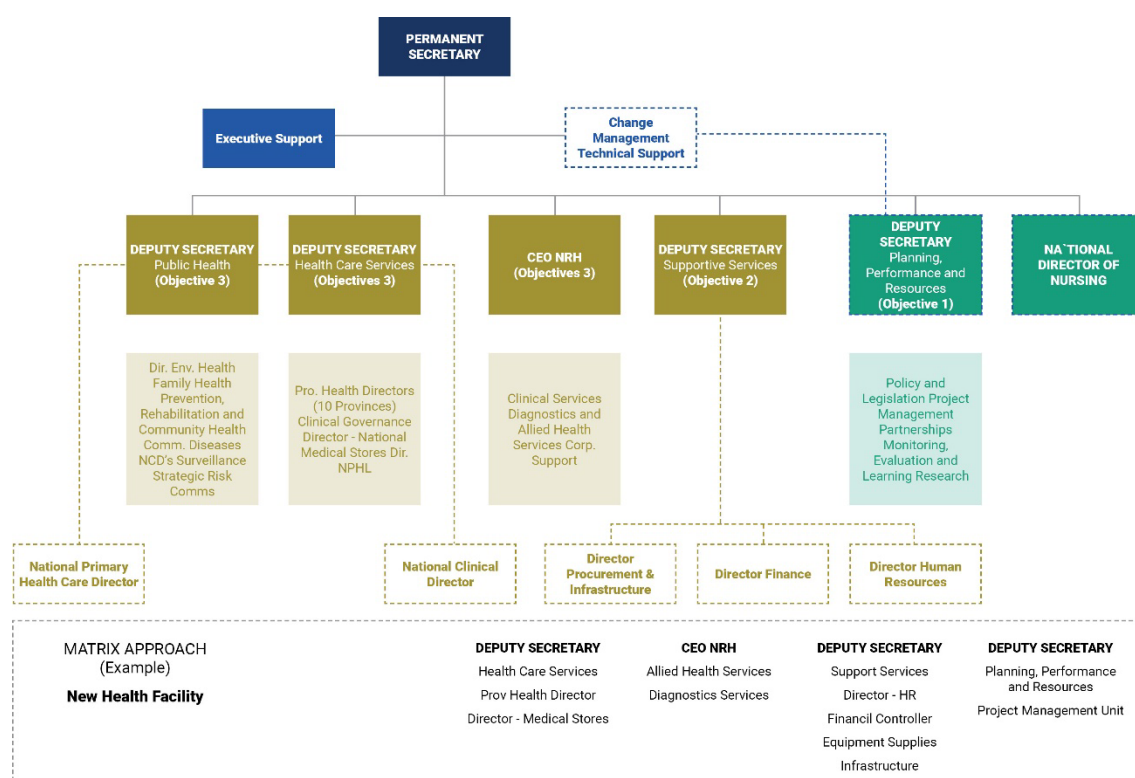 PERMANENT
SECRETARY
Executive Support
Change
Management
Technical Support
DEPUTY SECRETARY
Public Health
(Objective 3)
DEPUTY SECRETARY
Health Care Services
(Objectives 3)
CEO NRH
(Objectives 3)
DEPUTY SECRETARY
Supportive Services
(Objective 2)
DEPUTY
SECRETARY
Planning,
Performance and
Resources
(Objective 1)
NA`TIONAL
DIRECTOR OF
NURSING
Dir. Env. Health
Family Health
Prevention,
Rehabilitation and
Community Health
Comm. Diseases
NCD's Surveillance
Strategic Risk
Comms
Pro. Health Directors
(10 Provinces)
Clinical Governance
Director - National
Medical Stores Dir.
NPHL
Clinical Services
Diagnostics and
Allied Health
Services Corp.
Support
Policy and
Legislation Project
Management
Partnerships
Monitoring,
Evaluation and
Learning Research
National Primary
Health Care Director
National Clinical
Director
Director
Procurement &
Infrastructure
Director Finance
Director Human
Resources
MATRIX APPROACH
(Example)
New Health Facility
DEPUTY SECRETARY
Health Care Services
Prov Health Director
Director - Medical Stores
CEO NRH
Allied Health Services
Diagnostics Services
DEPUTY SECRETARY
Support Services
Director - HR
Financil Controller
Equipment Supplies
Infrastructure
DEPUTY SECRETARY
Planning, Performance
and Resources
Project Management Unit